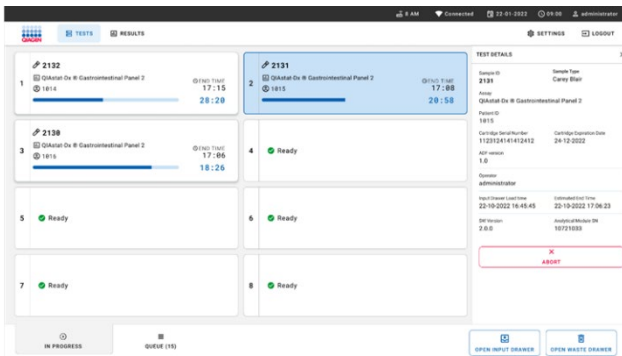 8 AM Connected 22-01-2022 09:00 administrator
QIAGEN TESTS RESULTS SETTINGS LOGOUT
1
2132
QIAstat-Dx ® Gastrointestinal Panel 2
1014
END TIME
17:15
28:20
2
2131
QIAstat-Dx ® Gastrointestinal Panel 2
1015
END TIME
17:08
20:58
3
2130
QIAstat-Dx ® Gastrointestinal Panel 2
1016
END TIME
17:06
18:26
4 Ready
5 Ready
6 Ready
7 Ready
8 Ready
TEST DETAILS
Sample ID Sample Type
2131 Carey Blair
Assay
QIAstat-Dx ® Gastrointestinal Panel 2
Patient ID
1015
Cartridge Serial Number Cartridge Expiration Date
1123124141412412 24-12-2022
ADF version
1.0
Operator
administrator
Input Drawer Load time Estimated End Time
22-10-2022 16:45:45 22-10-2022 17:06:23
SW Version Analytical Module SN
2.0.0 10721033
ABORT
IN PROGRESS QUEUE (15) OPEN INPUT DRAWER OPEN WASTE DRAWER